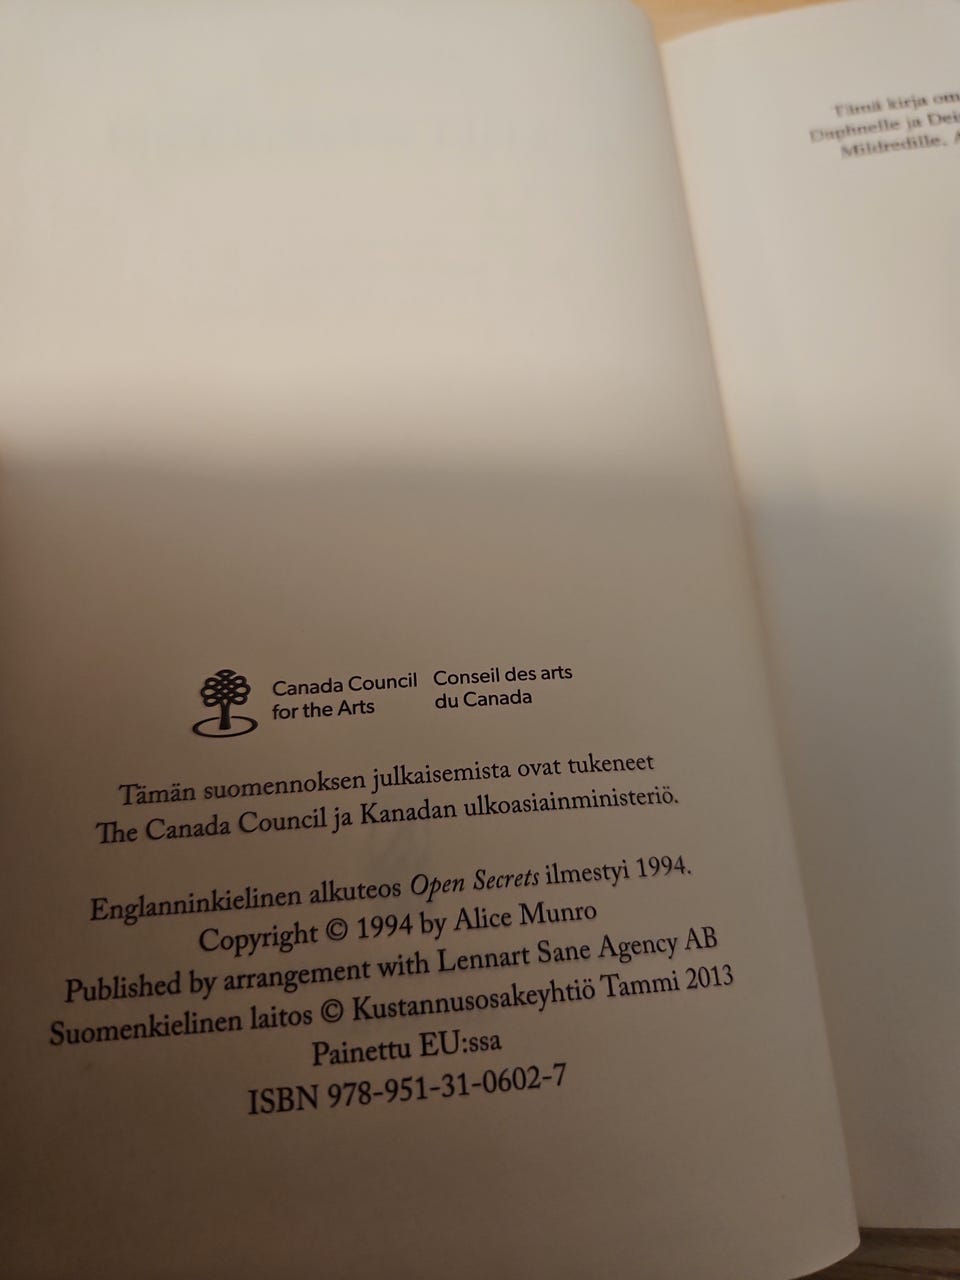 Canada Council
for the Arts
Conseil des arts
du Canada
Tämän suomennoksen julkaisemista ovat tukeneet
The Canada Council ja Kanadan ulkoasiainministeriö.
Englanninkielinen alkuteos Open Secrets ilmestyi 1994.
Copyright © 1994 by Alice Munro
Published by arrangement with Lennart Sane Agency AB
Suomenkielinen laitos © Kustannusosakeyhtiö Tammi 2013
Painettu EU:ssa
ISBN 978-951-31-0602-7
Tämä kirja om
Daphnelle ja Dei
Mildredille. A